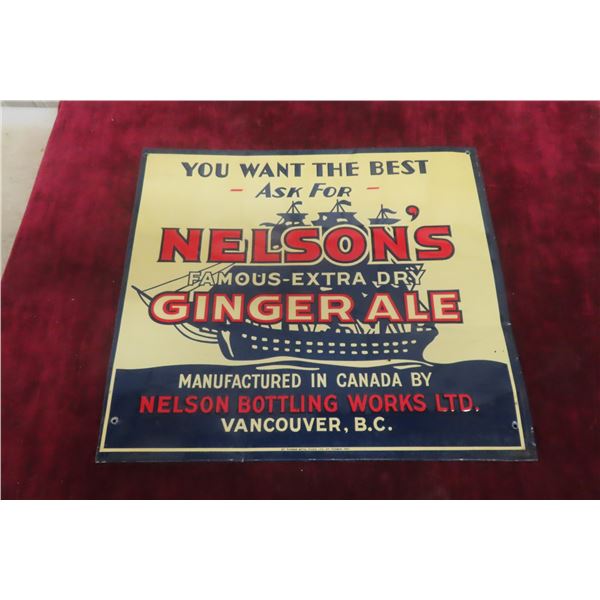 YOU WANT THE BEST
- ASK FOR -
NELSON'S
FAMOUS-EXTRA DRY
GINGER ALE
MANUFACTURED IN CANADA BY
NELSON BOTTLING WORKS LTD.
VANCOUVER, B.C.